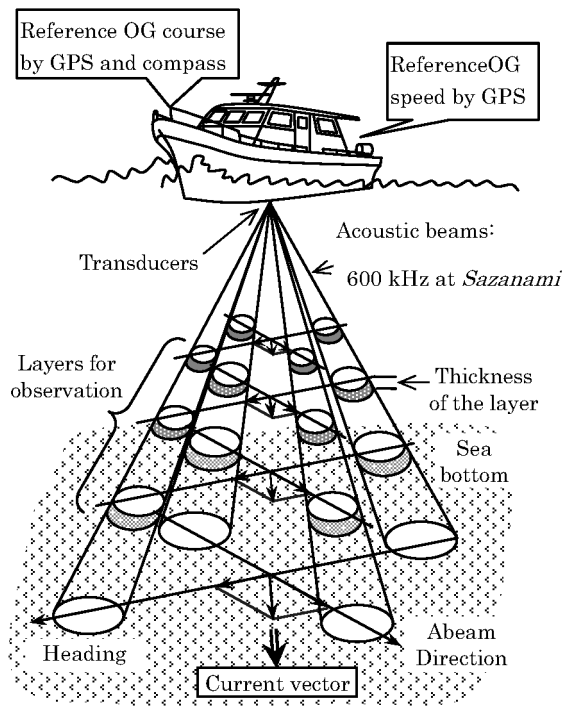 Reference OG course
by GPS and compass
ReferenceOG
speed by GPS
Transducers
Acoustic beams:
600 kHz at Sazanami
Layers for
observation
Thickness
of the layer
Sea
bottom
Heading
Abeam
Direction
Current vector